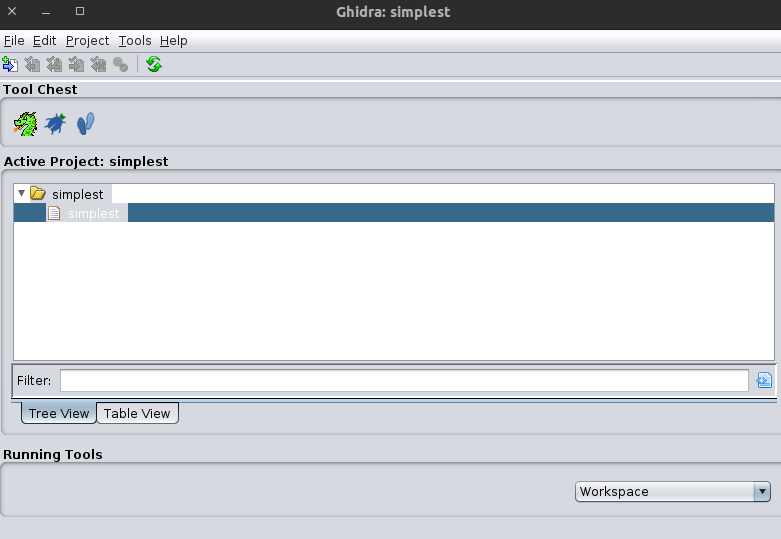 Ghidra: simplest
File Edit Project Tools Help
Tool Chest
Active Project: simplest
simplest
simplest
Filter:
Tree View Table View
Running Tools
Workspace